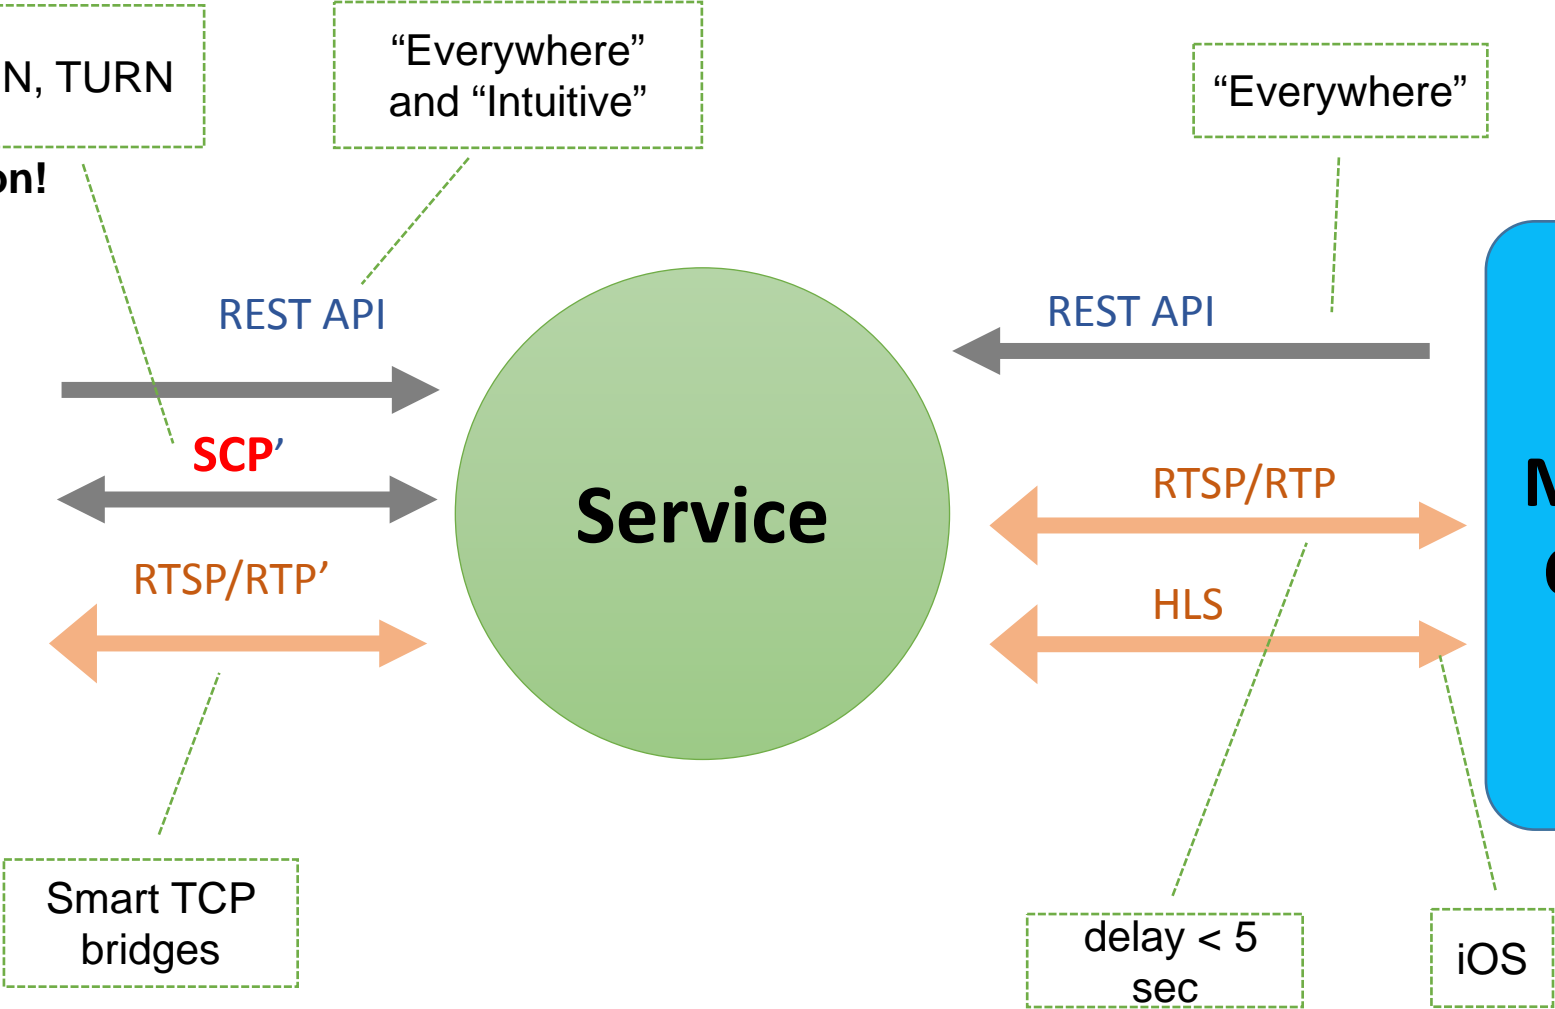 N, TURN
“Everywhere”
and “Intuitive”
“Everywhere”
on!
REST API
REST API
SCP’
RTSP/RTP
Service
RTSP/RTP’
HLS
Smart TCP
bridges
delay < 5
sec
iOS